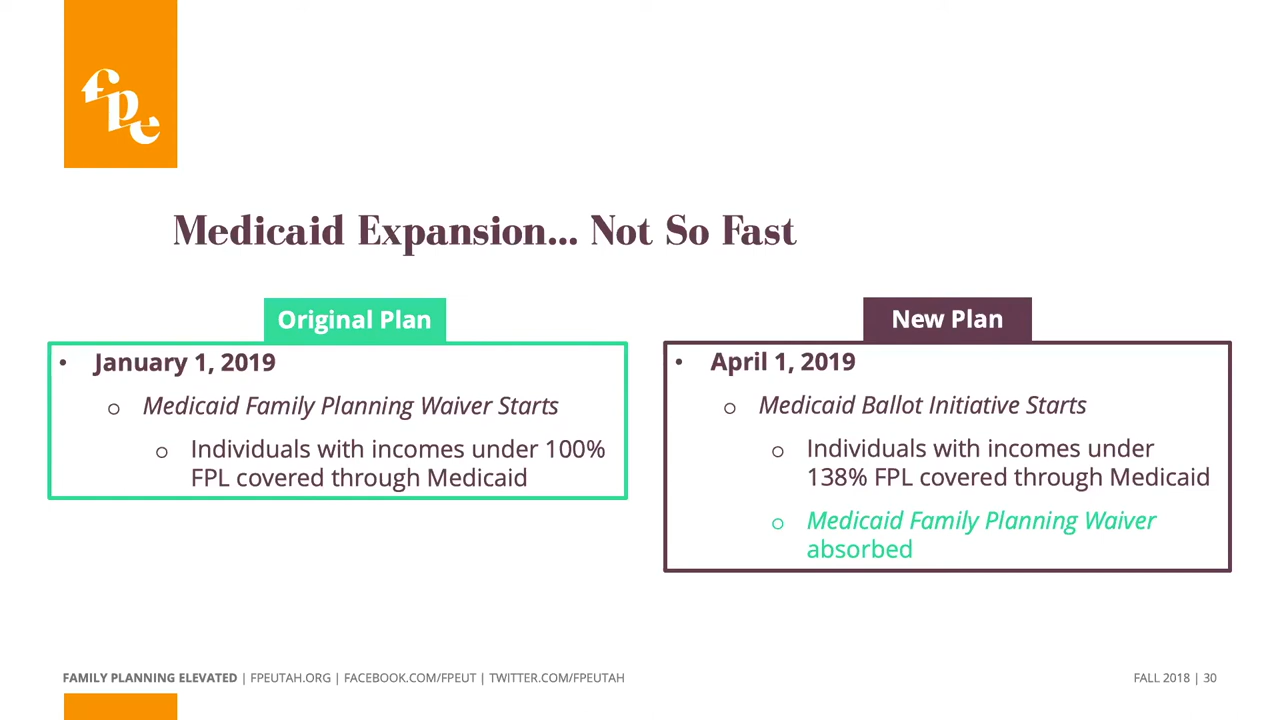 fpe
Medicaid Expansion... Not So Fast
Original Plan
• January 1, 2019
o Medicaid Family Planning Waiver Starts
o Individuals with incomes under 100%
FPL covered through Medicaid
New Plan
• April 1, 2019
o Medicaid Ballot Initiative Starts
o Individuals with incomes under
138% FPL covered through Medicaid
o Medicaid Family Planning Waiver
absorbed
FAMILY PLANNING ELEVATED | FPEUTAH.ORG | FACEBOOK.COM/FPEUT | TWITTER.COM/FPEUTAH
FALL 2018 | 30